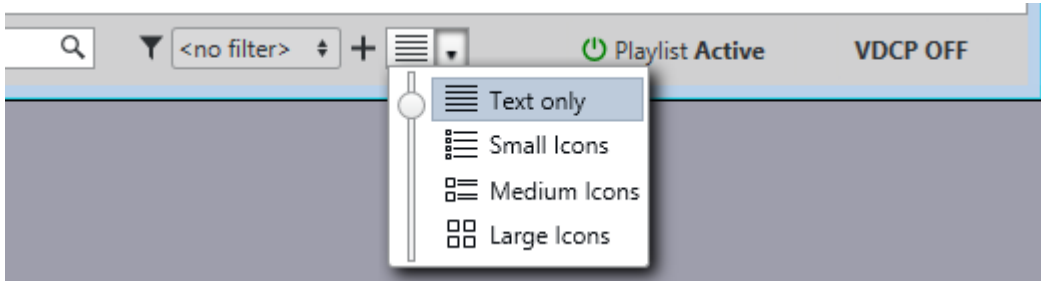 <no filter>
Playlist Active
VDCP OFF
Text only
Small Icons
Medium Icons
Large Icons